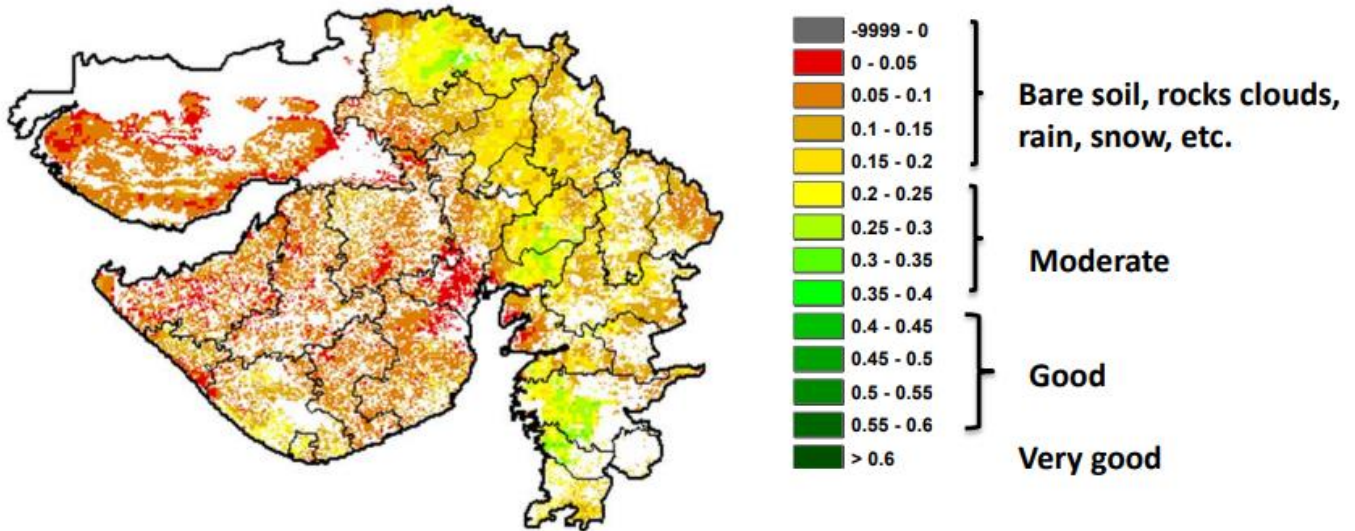 -9999 - 0
0 - 0.05
0.05 - 0.1
0.1 - 0.15
0.15 - 0.2
0.2 - 0.25
0.25 - 0.3
0.3 - 0.35
0.35 - 0.4
0.4 - 0.45
0.45 - 0.5
0.5 - 0.55
0.55 - 0.6
> 0.6
Bare soil, rocks clouds,
rain, snow, etc.
Moderate
Good
Very good